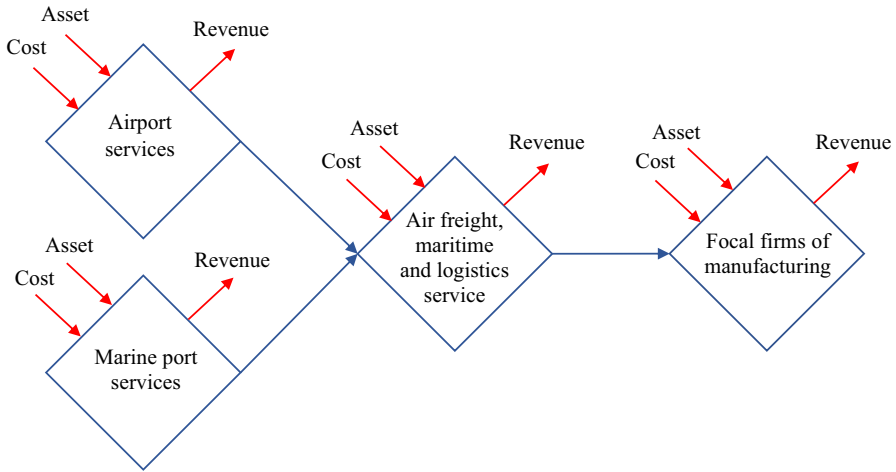 Asset
Revenue
Cost
Airport
services
Asset
Revenue
Cost
Marine port
services
Asset
Revenue
Cost
Air freight,
maritime
and logistics
service
Asset
Revenue
Cost
Focal firms of
manufacturing